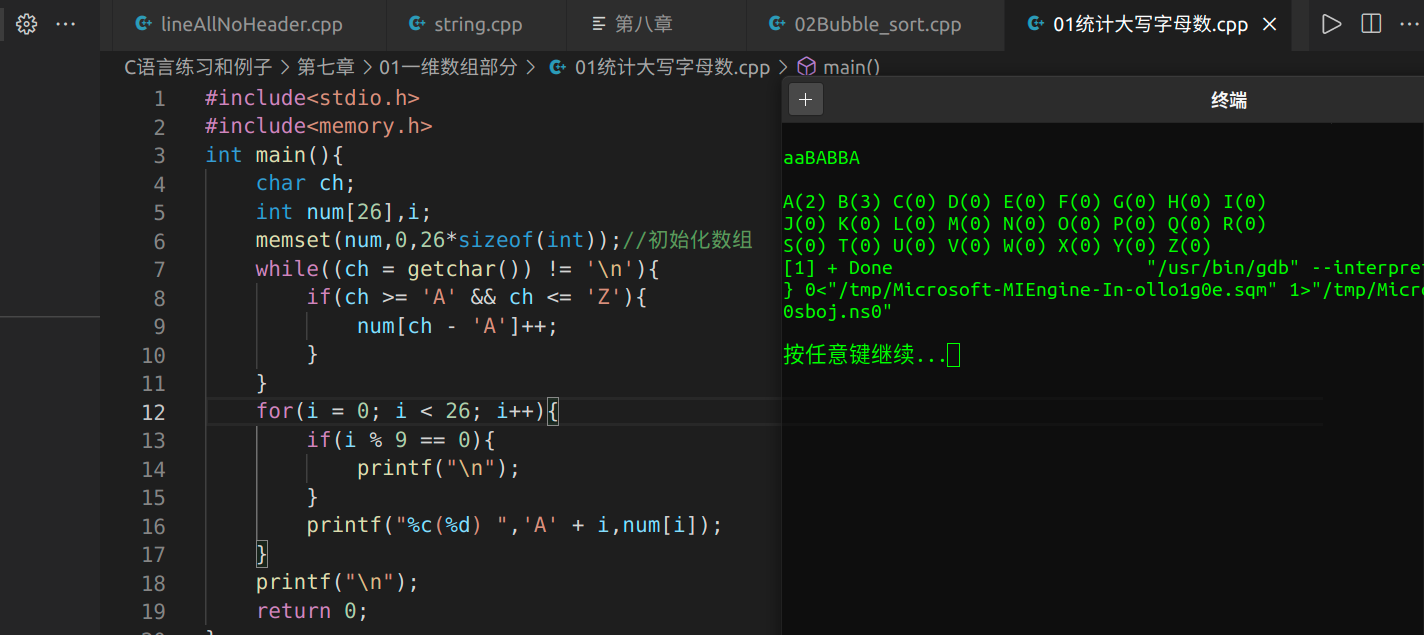 lineAllNoHeader.cpp string.cpp 第八章 02Bubble_sort.cpp 01统计大写字母数.cpp
C语言练习和例子 > 第七章 > 01一维数组部分 > 01统计大写字母数.cpp > main()
1 #include<stdio.h>
2 #include<memory.h>
3 int main(){
4 char ch;
5 int num[26],i;
6 memset(num,0,26*sizeof(int));//初始化数组
7 while((ch = getchar()) != '\n'){
8 if(ch >= 'A' && ch <= 'Z'){
9 num[ch - 'A']++;
10 }
11 }
12 for(i = 0; i < 26; i++){
13 if(i % 9 == 0){
14 printf("\n");
15 }
16 printf("%c(%d) ",'A' + i,num[i]);
17 }
18 printf("\n");
19 return 0;
终端
aaBABBA
A(2) B(3) C(0) D(0) E(0) F(0) G(0) H(0) I(0)
J(0) K(0) L(0) M(0) N(0) O(0) P(0) Q(0) R(0)
S(0) T(0) U(0) V(0) W(0) X(0) Y(0) Z(0)
[1] + Done "/usr/bin/gdb" --interpre
} 0<"/tmp/Microsoft-MIEngine-In-ollo1g0e.sqm" 1>"/tmp/Micr
0sboj.ns0"
按任意键继续...